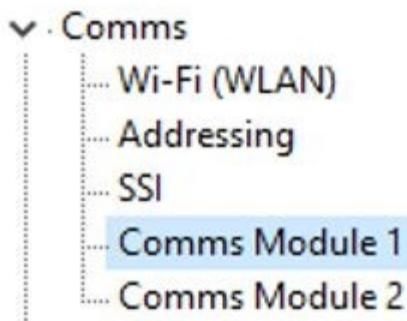 Comms
Wi-Fi (WLAN)
Addressing
SSI
Comms Module 1
Comms Module 2